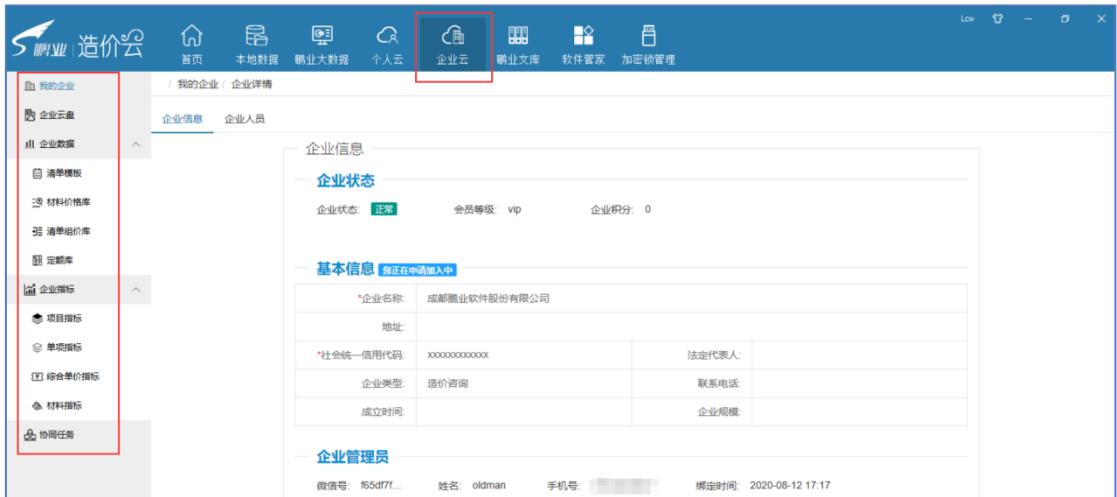 鹏业 造价云
首页 本地数据 鹏业大数据 个人云 企业云 鹏业文库 软件管家 加密锁管理
Lcw
我的企业
企业云盘
企业数据
清单模板
材料价格库
清单组价库
定额库
企业指标
项目指标
单项指标
综合单价指标
材料指标
协同任务
/ 我的企业 / 企业详情
企业信息 企业人员
企业信息
企业状态
企业状态: 正常 会员等级: vip 企业积分: 0
基本信息 您正在申请加入中
*企业名称: 成都鹏业软件股份有限公司
地址:
*社会统一信用代码: xxxxxxxxxxxx 法定代表人:
企业类型: 造价咨询 联系电话:
成立时间: 企业规模:
企业管理员
微信号: f65df7f... 姓名: oldman 手机号: 绑定时间: 2020-08-12 17:17